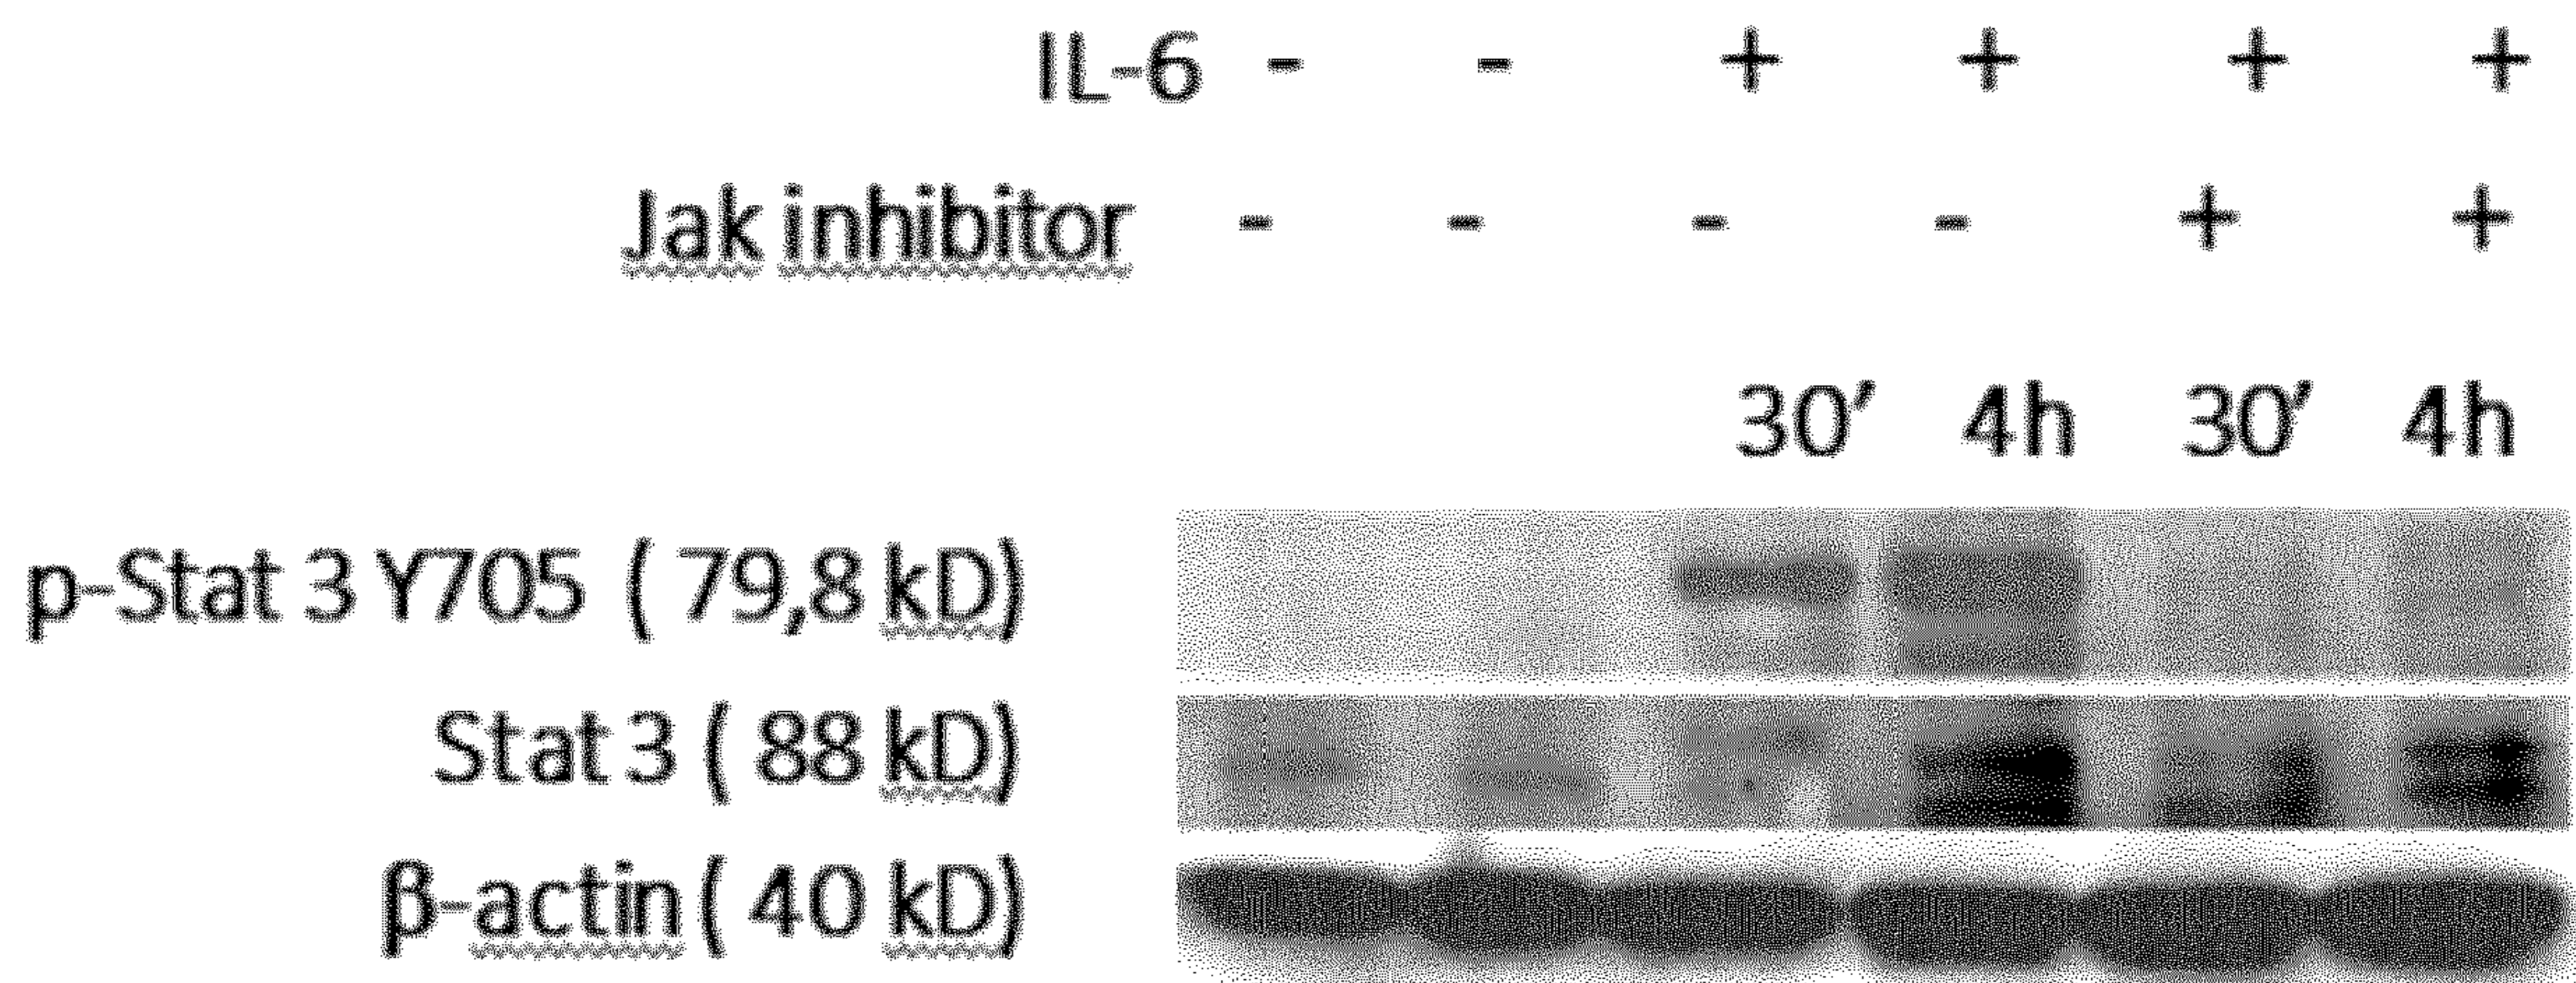 IL-6 - - + + + +
Jak inhibitor - - - - + +
30’ 4h 30’ 4h
p-Stat 3 Y705 ( 79,8 kD)
Stat 3 ( 88 kD)
β-actin ( 40 kD)